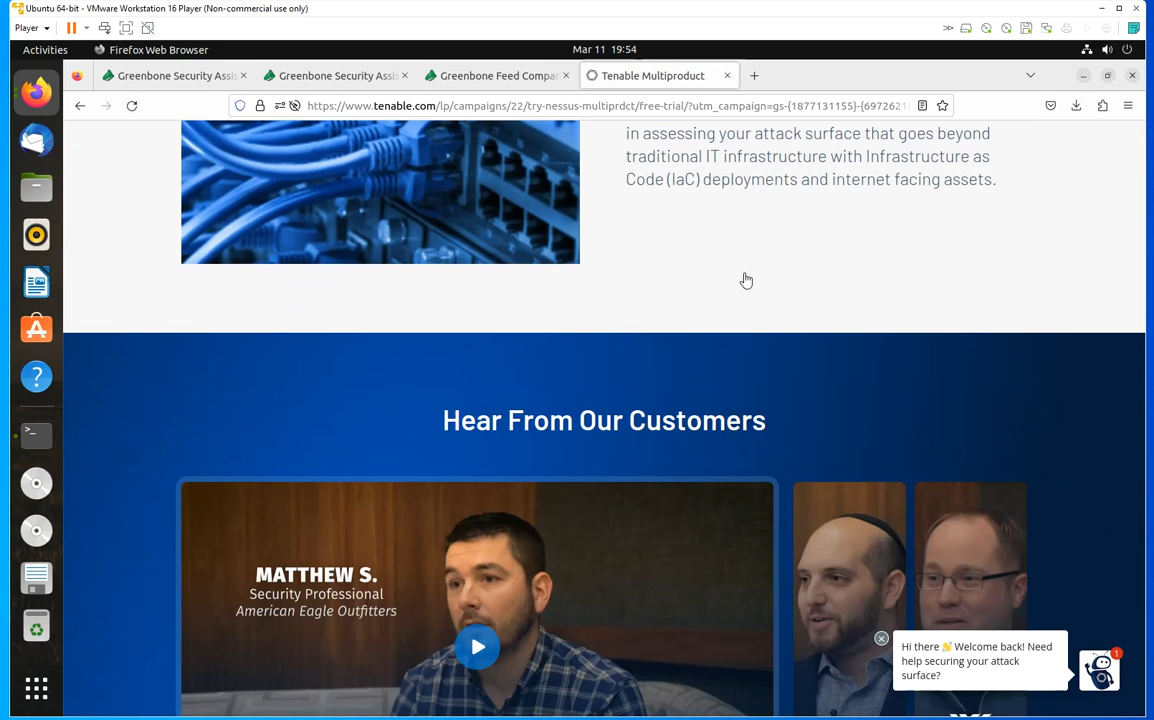 Ubuntu 64-bit - VMware Workstation 16 Player (Non-commercial use only)
Player
Activities
Firefox Web Browser
Mar 11 19:54
Greenbone Security Assis
Greenbone Security Assis
Greenbone Feed Compar
Tenable Multiproduct
https://www.tenable.com/lp/campaigns/22/try-nessus-multiprdct/free-trial/?utm_campaign=gs-{1877131155}-{697262
in assessing your attack surface that goes beyond
traditional IT infrastructure with Infrastructure as
Code (IaC) deployments and internet facing assets.
Hear From Our Customers
MATTHEW S.
Security Professional
American Eagle Outfitters
Hi there 👋 Welcome back! Need
help securing your attack
surface?
1